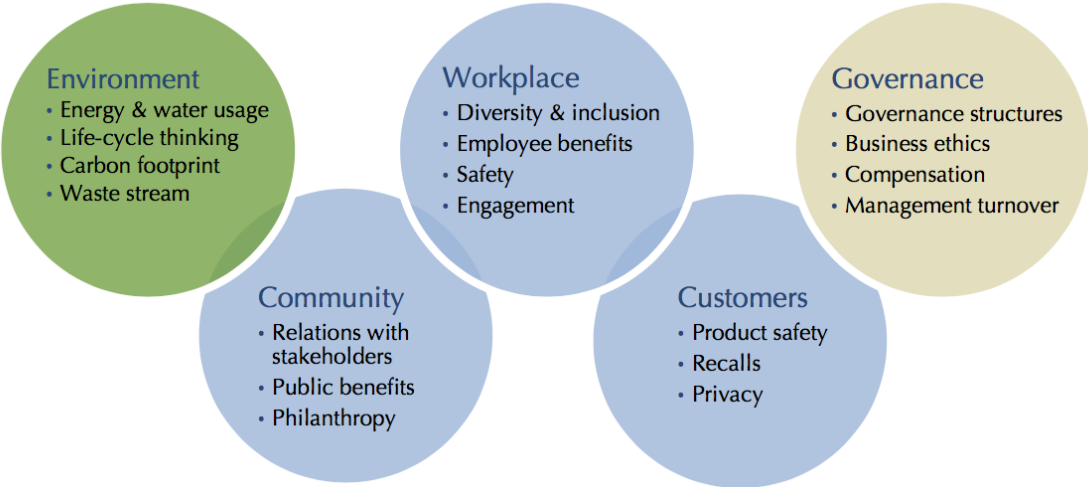 Environment
• Energy & water usage
• Life-cycle thinking
• Carbon footprint
• Waste stream
Community
• Relations with
stakeholders
• Public benefits
• Philanthropy
Workplace
• Diversity & inclusion
• Employee benefits
• Safety
• Engagement
Customers
• Product safety
• Recalls
• Privacy
Governance
• Governance structures
• Business ethics
• Compensation
• Management turnover